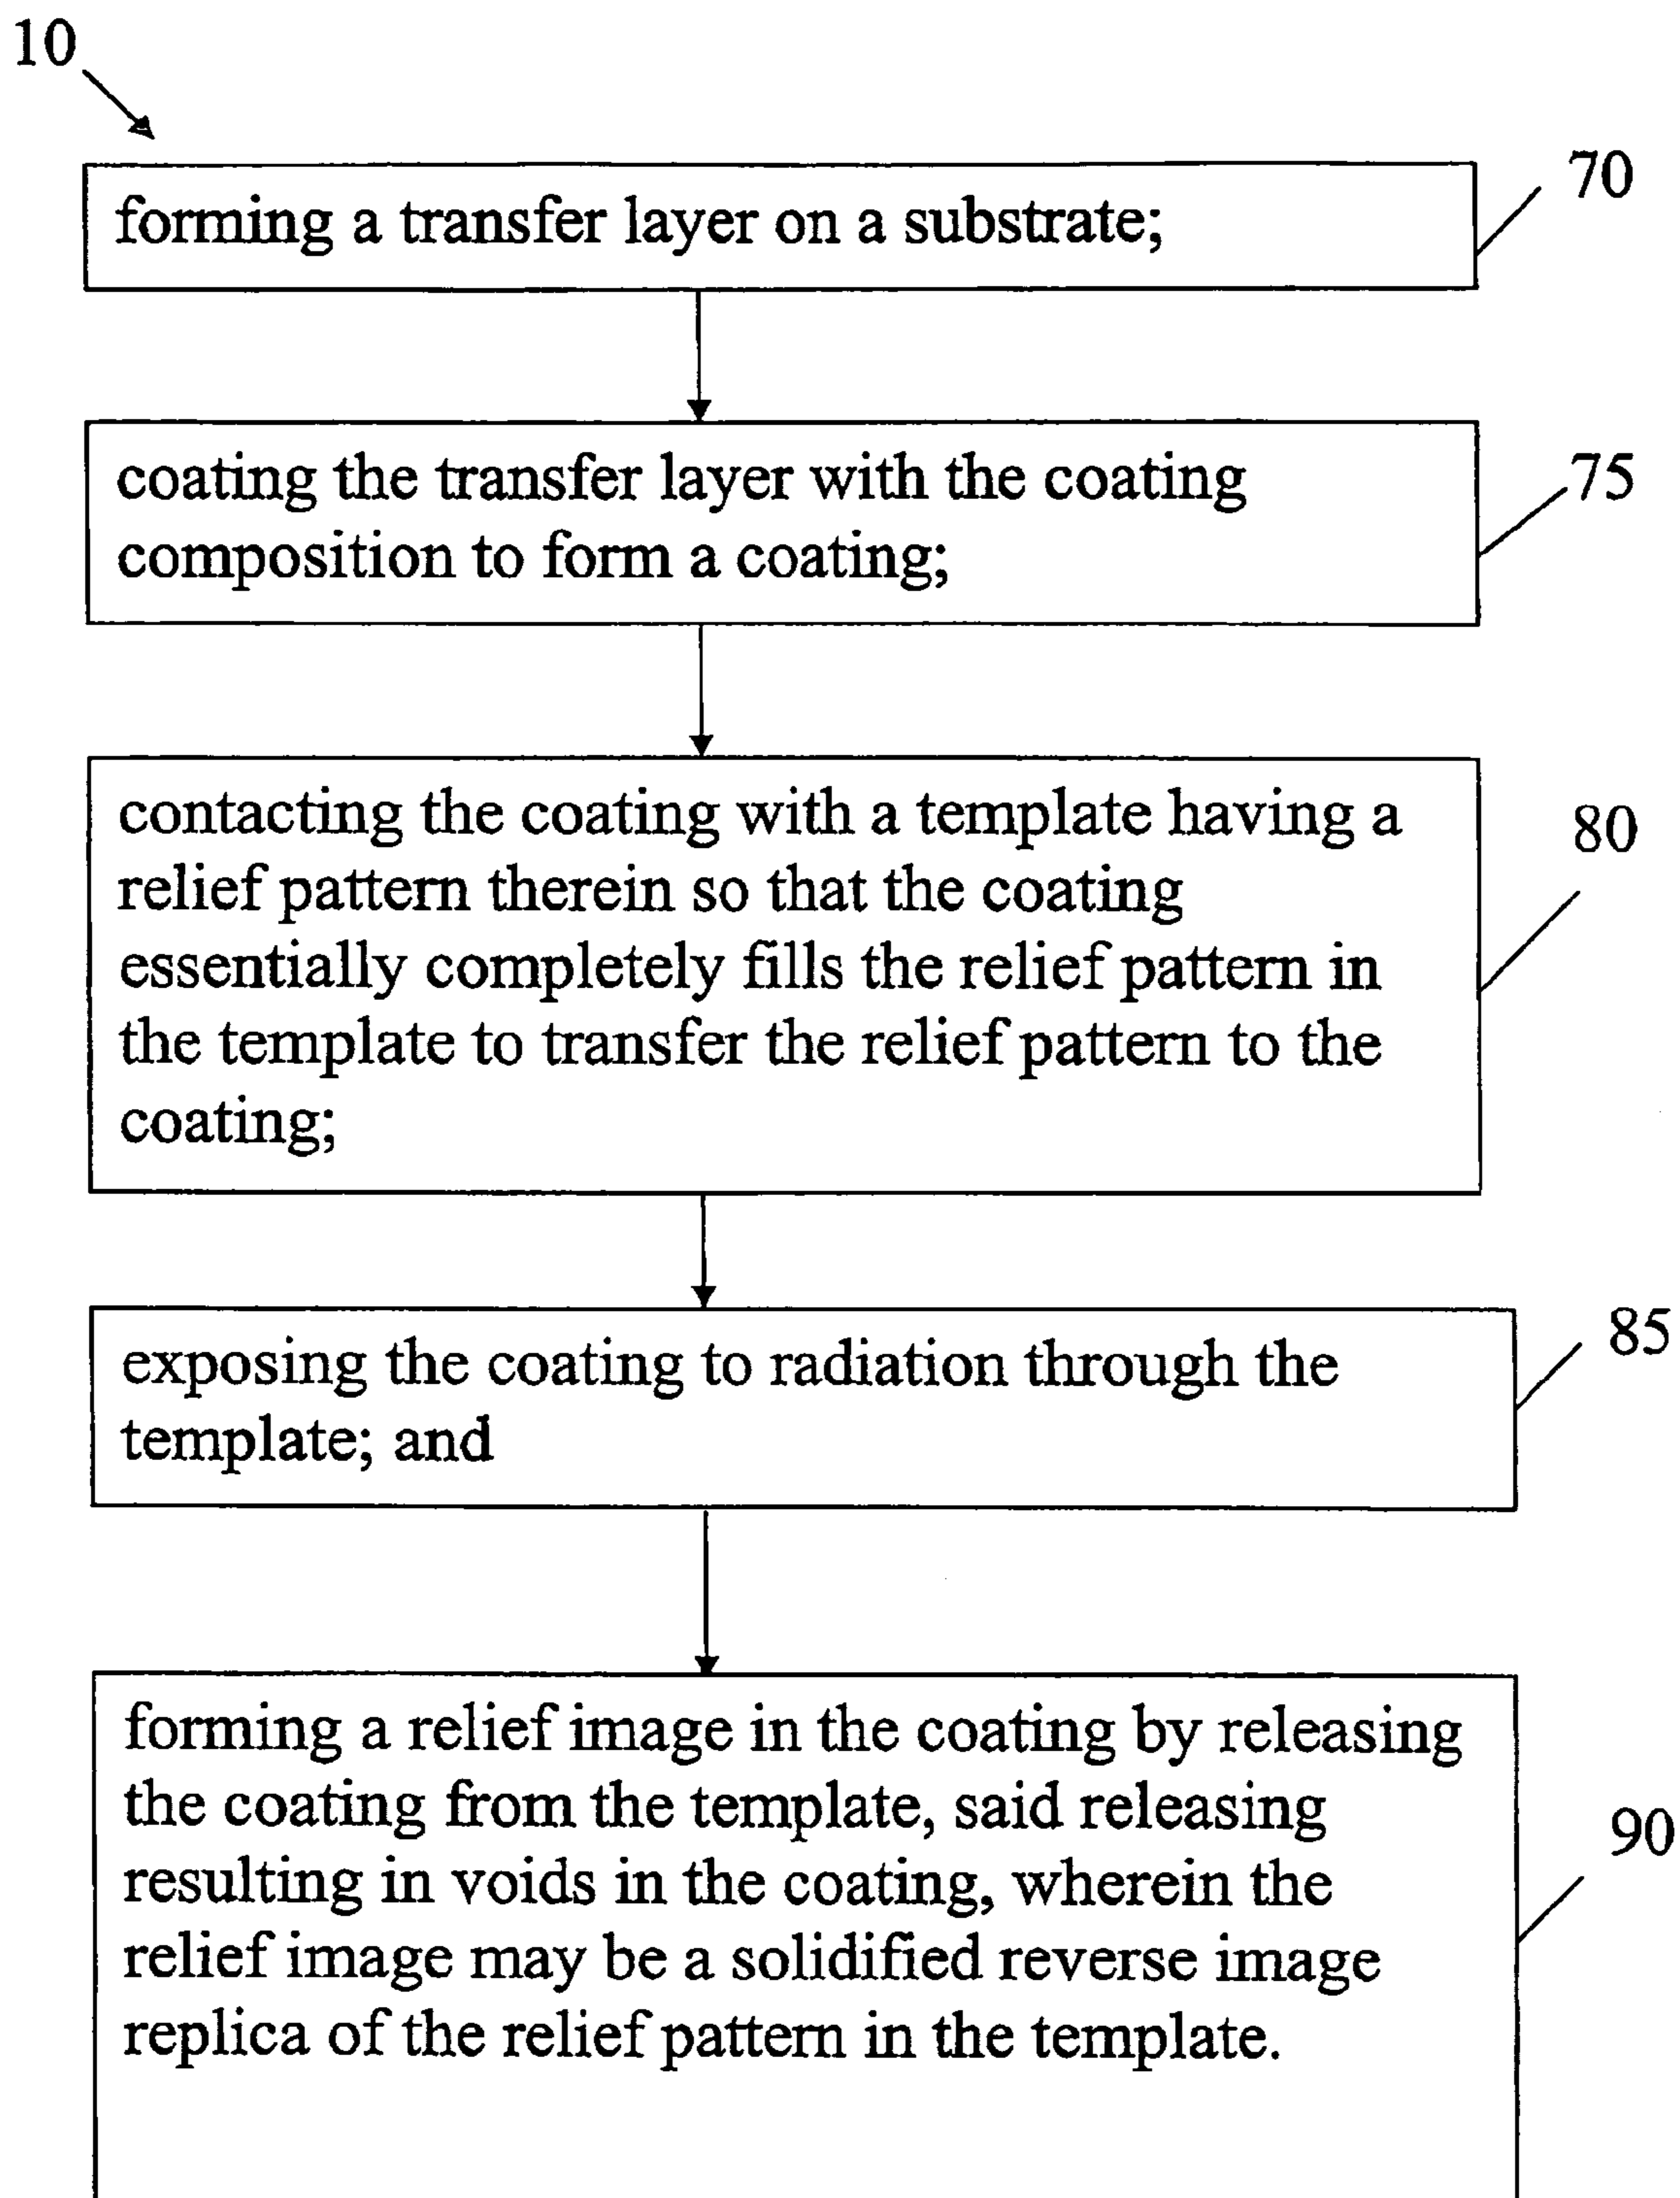 10
forming a transfer layer on a substrate;
70
coating the transfer layer with the coating
composition to form a coating;
75
contacting the coating with a template having a
relief pattern therein so that the coating
essentially completely fills the relief pattern in
the template to transfer the relief pattern to the
coating;
80
exposing the coating to radiation through the
template; and
85
forming a relief image in the coating by releasing
the coating from the template, said releasing
resulting in voids in the coating, wherein the
relief image may be a solidified reverse image
replica of the relief pattern in the template.
90